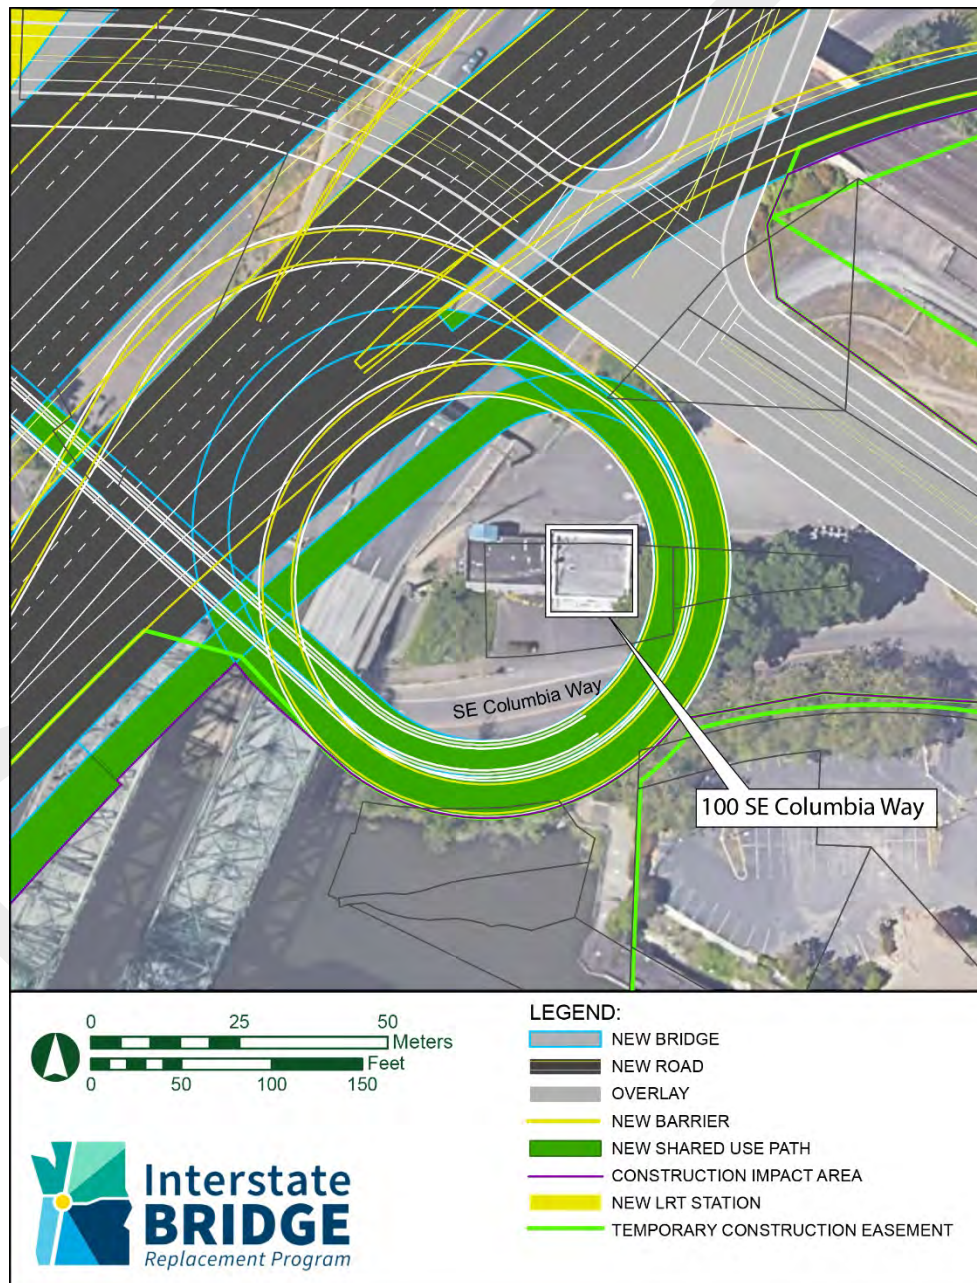 SE Columbia Way
100 SE Columbia Way
0 25 50
Meters
Feet
0 50 100 150
Interstate
BRIDGE
Replacement Program
LEGEND:
NEW BRIDGE
NEW ROAD
OVERLAY
NEW BARRIER
NEW SHARED USE PATH
CONSTRUCTION IMPACT AREA
NEW LRT STATION
TEMPORARY CONSTRUCTION EASEMENT